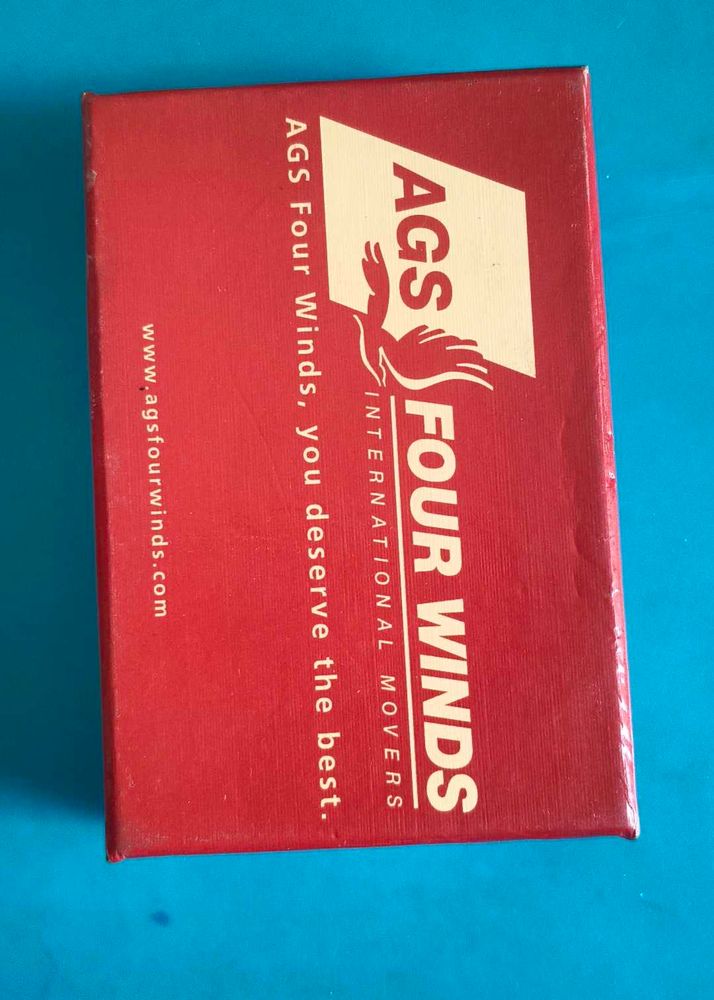 AGS
FOUR WINDS
INTERNATIONAL MOVERS
AGS Four Winds, you deserve the best.
www.agsfourwinds.com